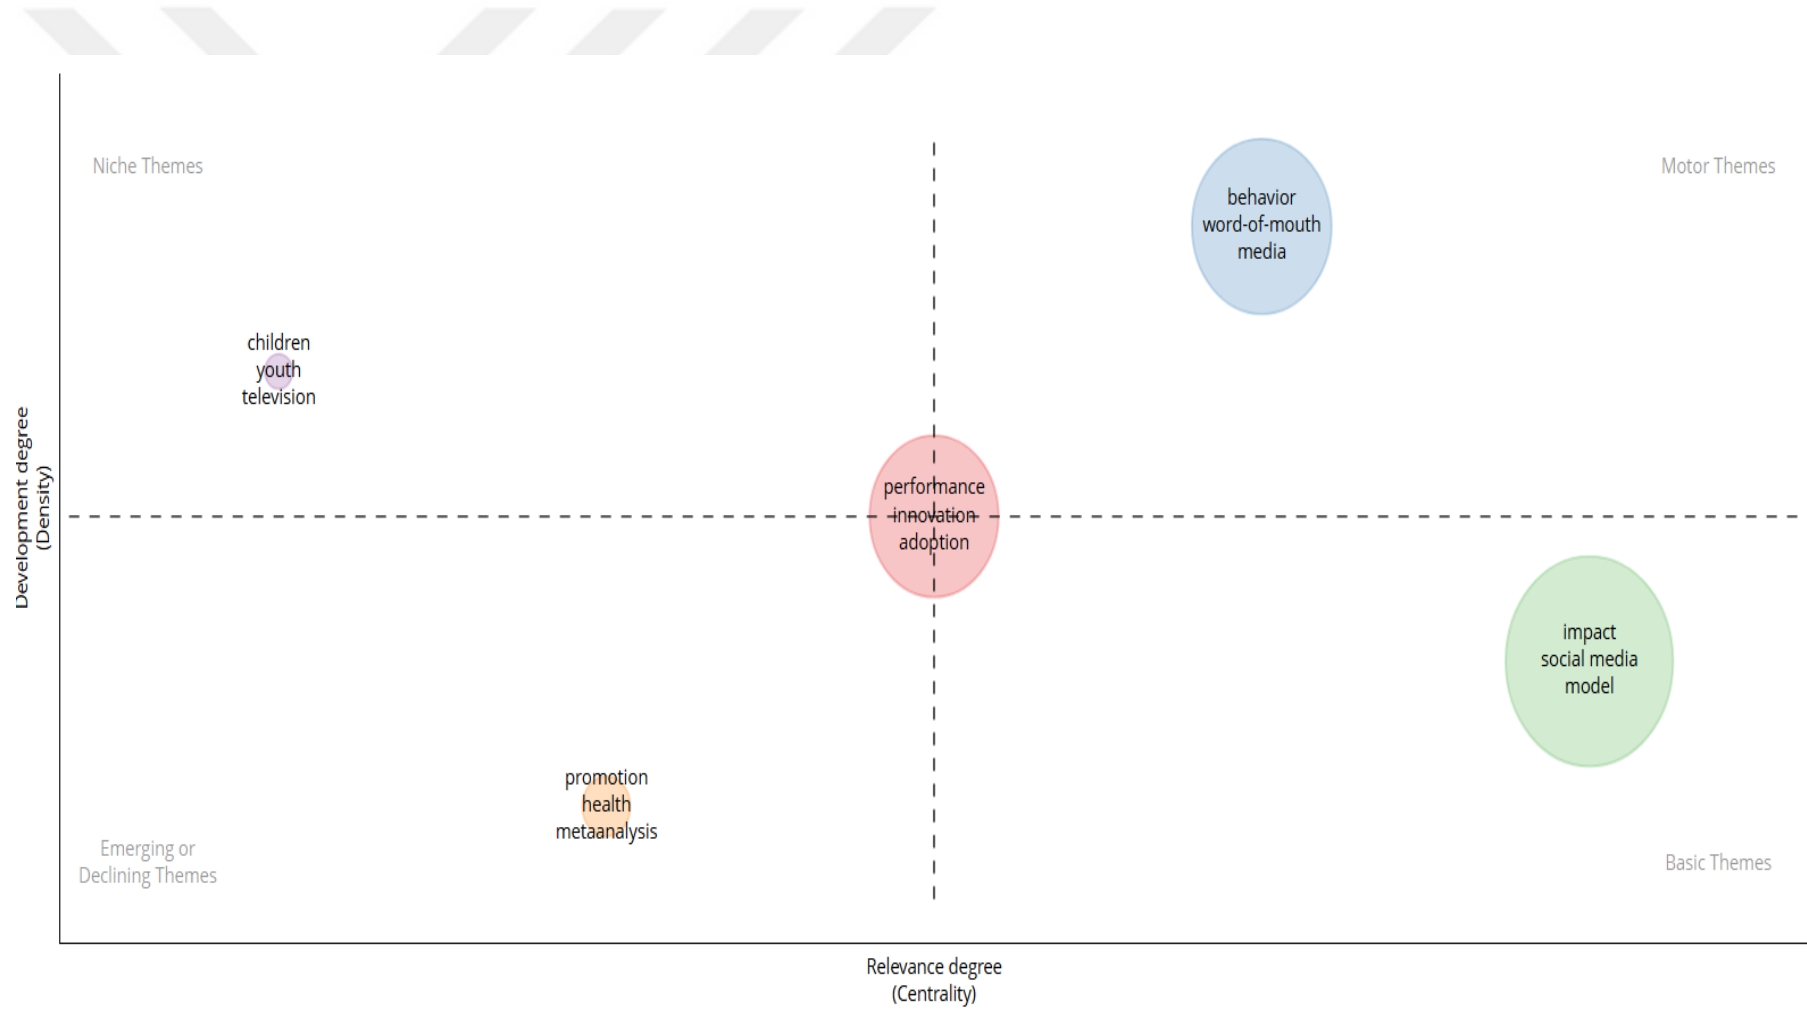 Niche Themes
Motor Themes
behavior
word-of-mouth
media
children
youth
television
performance
innovation
adoption
impact
social media
model
promotion
health
metaanalysis
Emerging or
Declining Themes
Basic Themes
Development degree
(Density)
Relevance degree
(Centrality)